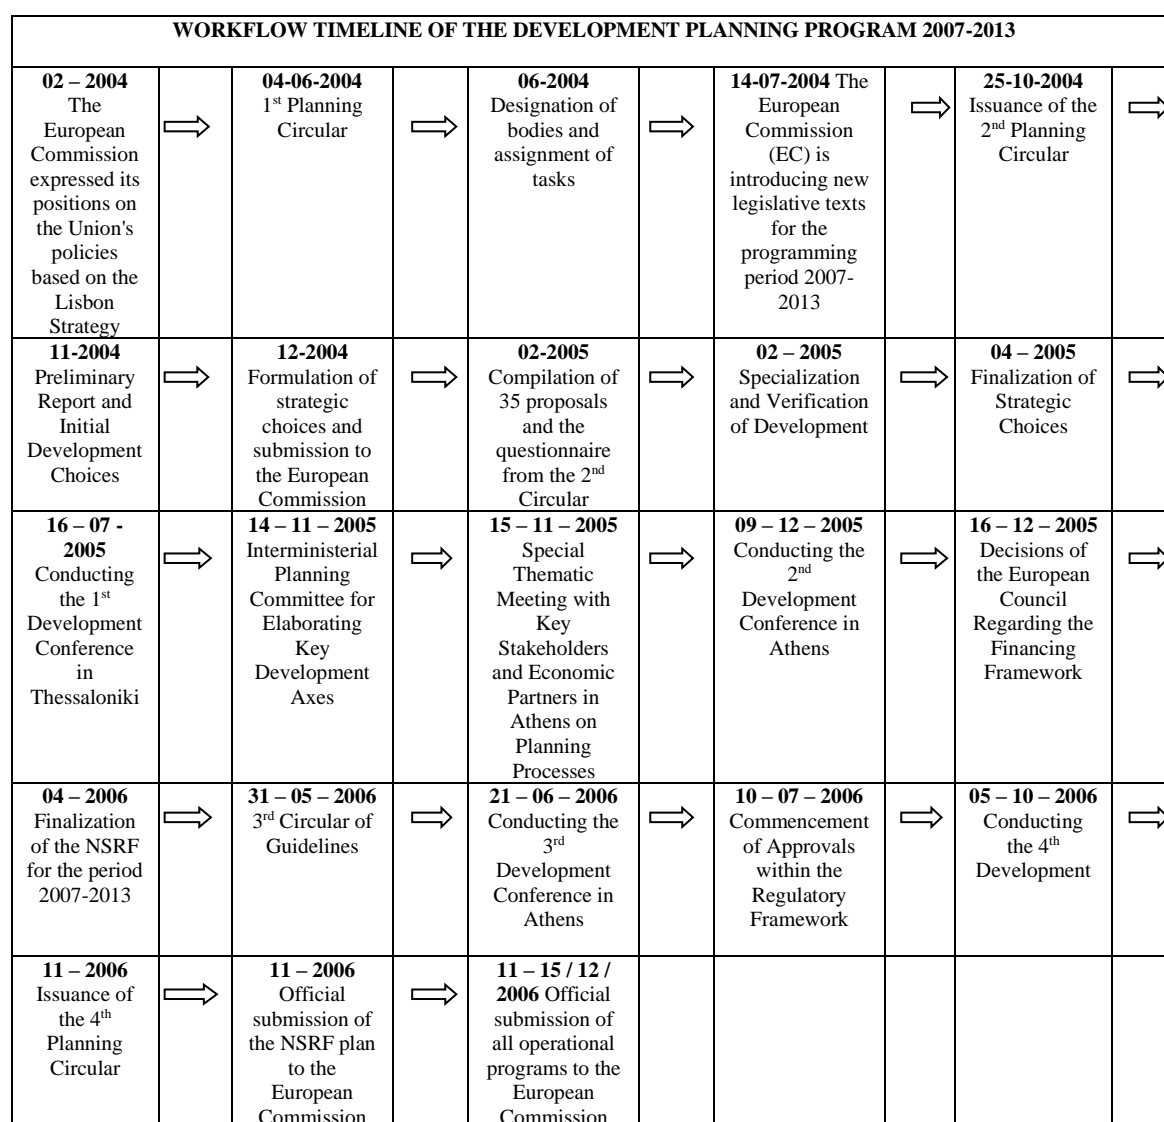 WORKFLOW TIMELINE OF THE DEVELOPMENT PLANNING PROGRAM 2007-2013
02 – 2004
The
European
Commission
expressed its
positions on
the Union's
policies
based on the
Lisbon
Strategy
04-06-2004
1st Planning
Circular
06-2004
Designation of
bodies and
assignment of
tasks
14-07-2004 The
European
Commission
(EC) is
introducing new
legislative texts
for the
programming
period 2007-
2013
25-10-2004
Issuance of the
2nd Planning
Circular
11-2004
Preliminary
Report and
Initial
Development
Choices
12-2004
Formulation of
strategic
choices and
submission to
the European
Commission
02-2005
Compilation of
35 proposals
and the
questionnaire
from the 2nd
Circular
02 – 2005
Specialization
and Verification
of Development
04 – 2005
Finalization of
Strategic
Choices
16 – 07 -
2005
Conducting
the 1st
Development
Conference
in
Thessaloniki
14 – 11 – 2005
Interministerial
Planning
Committee for
Elaborating
Key
Development
Axes
15 – 11 – 2005
Special
Thematic
Meeting with
Key
Stakeholders
and Economic
Partners in
Athens on
Planning
Processes
09 – 12 – 2005
Conducting the
2nd
Development
Conference in
Athens
16 – 12 – 2005
Decisions of
the European
Council
Regarding the
Financing
Framework
04 – 2006
Finalization
of the NSRF
for the period
2007-2013
31 – 05 – 2006
3rd Circular of
Guidelines
21 – 06 – 2006
Conducting the
3rd
Development
Conference in
Athens
10 – 07 – 2006
Commencement
of Approvals
within the
Regulatory
Framework
05 – 10 – 2006
Conducting
the 4th
Development
11 – 2006
Issuance of
the 4th
Planning
Circular
11 – 2006
Official
submission of
the NSRF plan
to the
European
Commission
11 – 15 / 12 /
2006 Official
submission of
all operational
programs to the
European
Commission